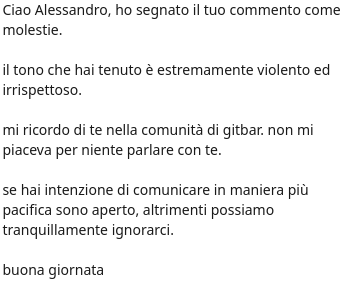 Ciao Alessandro, ho segnato il tuo commento come
molestie.
il tono che hai tenuto è estremamente violento ed
irrispettoso.
mi ricordo di te nella comunità di gitbar. non mi
piaceva per niente parlare con te.
se hai intenzione di comunicare in maniera più
pacifica sono aperto, altrimenti possiamo
tranquillamente ignorarci.
buona giornata